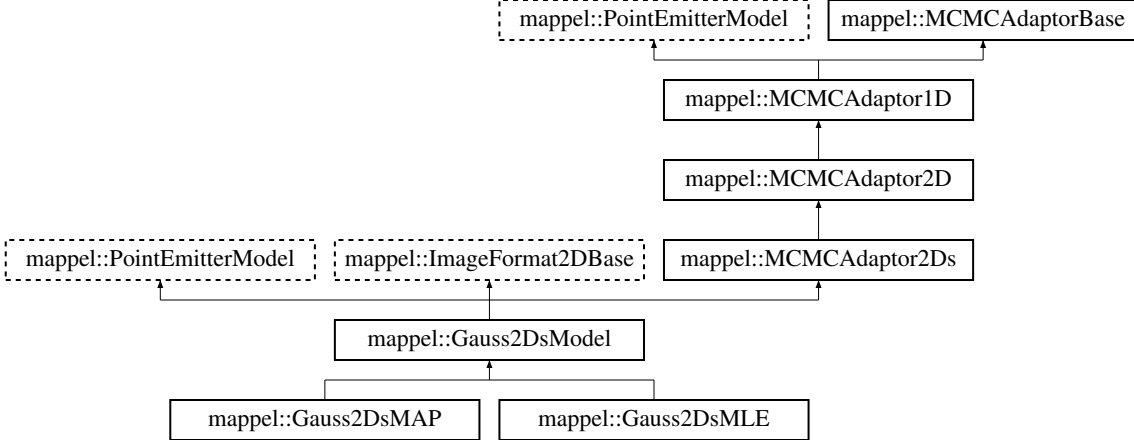 mappel::PointEmitterModel mappel::MCMCAdaptorBase
mappel::MCMCAdaptor1D
mappel::MCMCAdaptor2D
mappel::PointEmitterModel mappel::ImageFormat2DBase mappel::MCMCAdaptor2Ds
mappel::Gauss2DsModel
mappel::Gauss2DsMAP mappel::Gauss2DsMLE